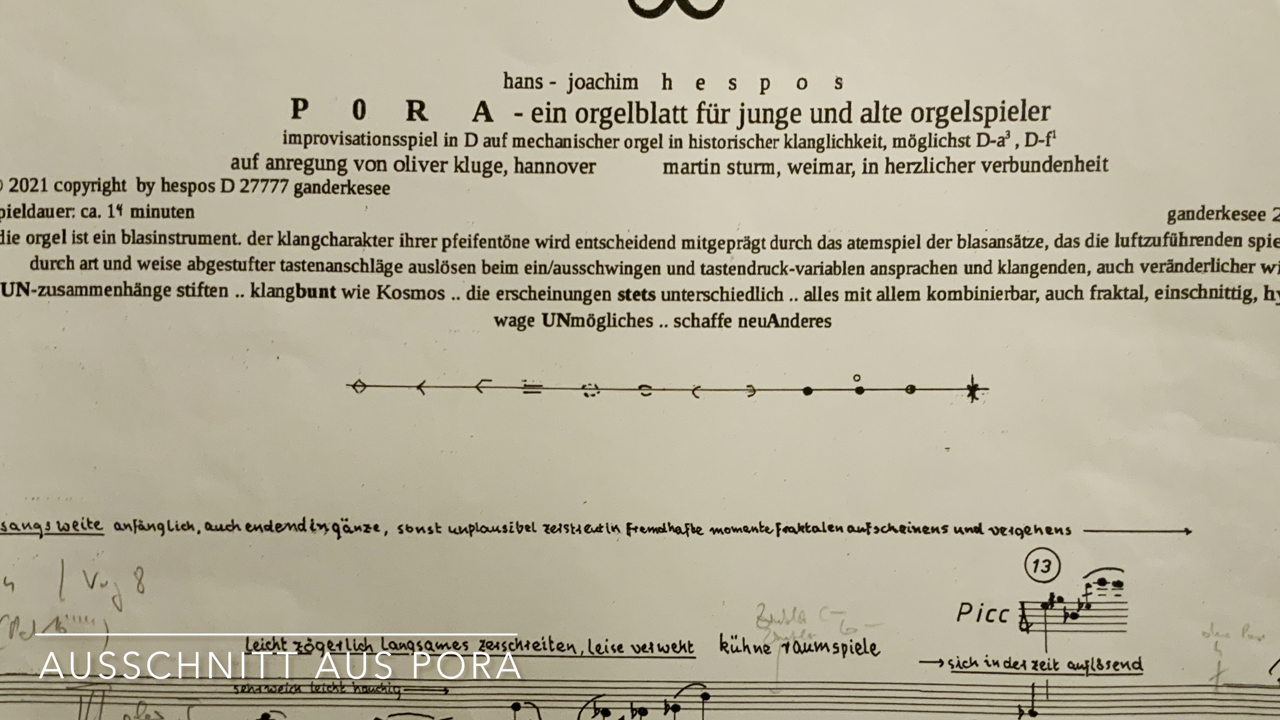 hans - joachim h e s p o s
P 0 R A - ein orgelblatt für junge und alte orgelspieler
improvisationsspiel in D auf mechanischer orgel in historischer klanglichkeit, möglichst D-a³ , D-f¹
auf anregung von oliver kluge, hannover martin sturm, weimar, in herzlicher verbundenheit
2021 copyright by hespos D 27777 ganderkesee
pieldauer: ca. 1⁴ minuten
ganderkesee 2
die orgel ist ein blasinstrument. der klangcharakter ihrer pfeifentöne wird entscheidend mitgeprägt durch das atemspiel der blasansätze, das die luftzuführenden spie
durch art und weise abgestufter tastenanschläge auslösen beim ein/ausschwingen und tastendruck-variablen ansprachen und klangenden, auch veränderlicher wi
UN-zusammenhänge stiften .. klangbunt wie Kosmos .. die erscheinungen stets unterschiedlich .. alles mit allem kombinierbar, auch fraktal, einschnittig, hy
wage UNmögliches .. schaffe neuAnderes
sangsweite anfänglich, auch endend in gänze, sonst unplausibel zerstreut in fremdhafte momente fraktalen aufscheinens und vergehens
13
Picc
leicht zögerlich langsames zerschreiten, leise verweht kühne räumspiele
sich in der zeit auflösend
AUSSCHNITT AUS PORA
sehr weich leicht hauchig